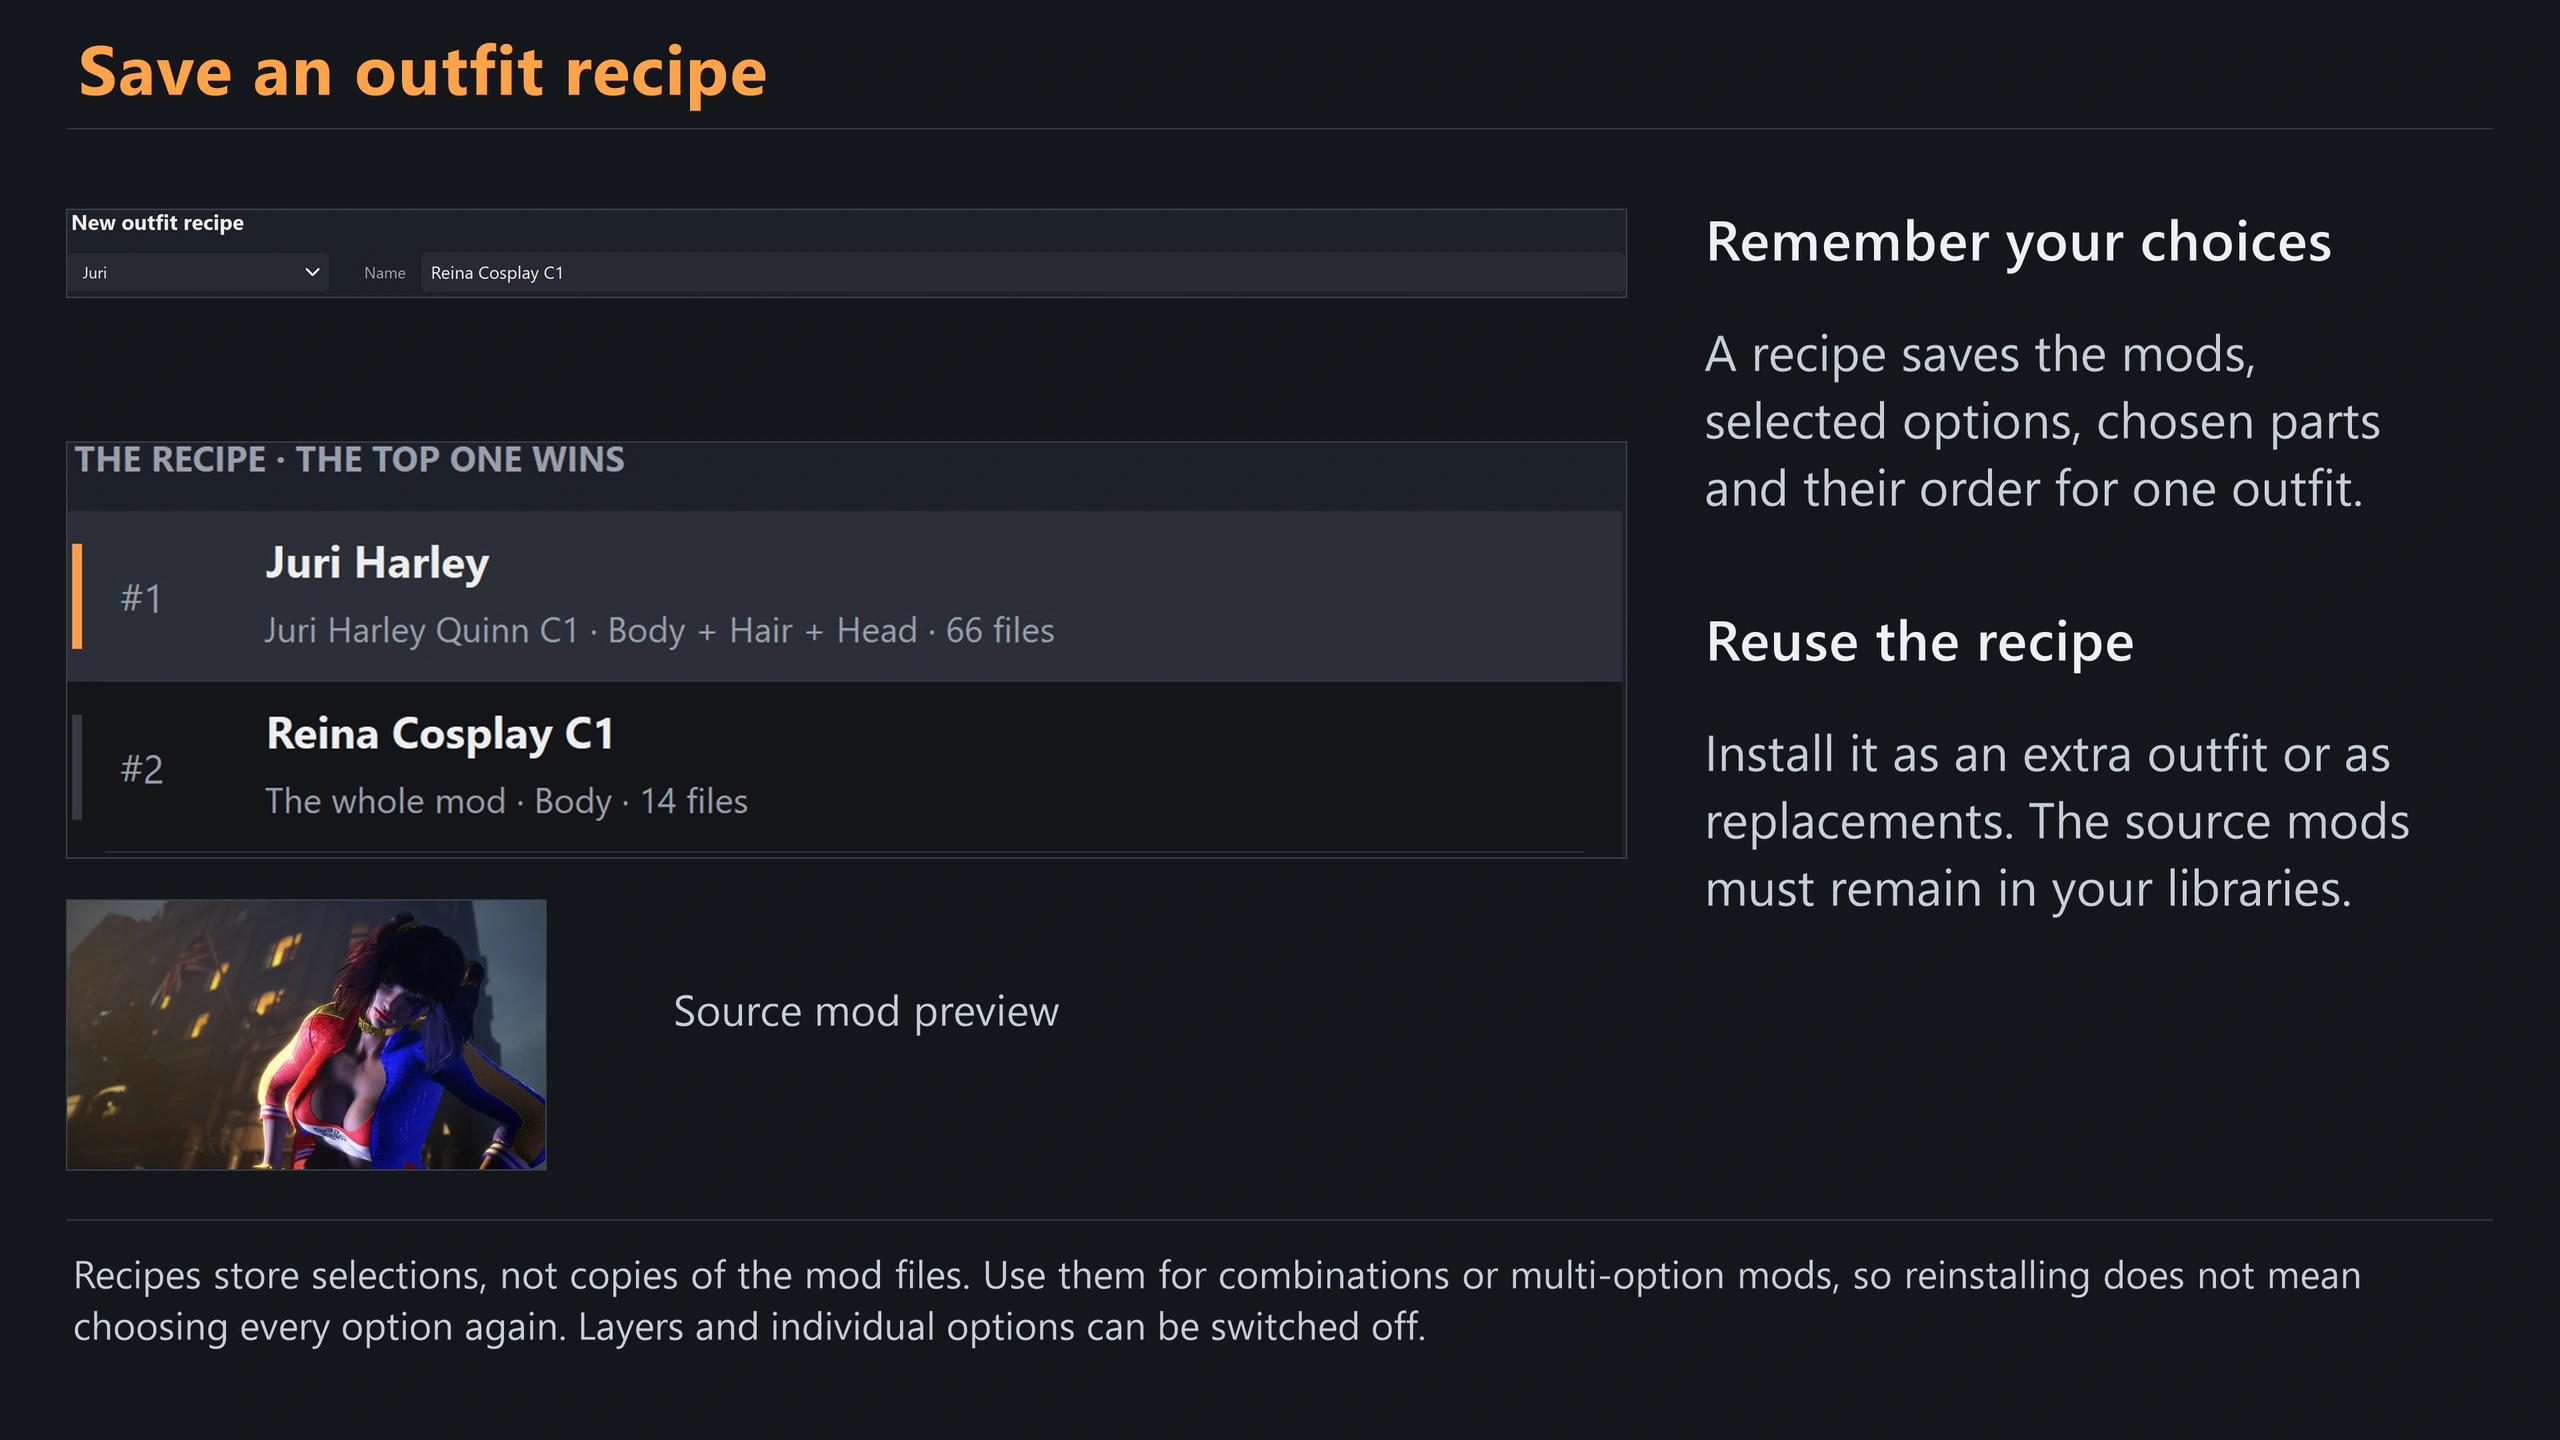 Save an outfit recipe
New outfit recipe
Juri
Name
Reina Cosplay C1
THE RECIPE · THE TOP ONE WINS
#1
Juri Harley
Juri Harley Quinn C1 · Body + Hair + Head · 66 files
#2
Reina Cosplay C1
The whole mod · Body · 14 files
Source mod preview
Remember your choices
A recipe saves the mods,
selected options, chosen parts
and their order for one outfit.
Reuse the recipe
Install it as an extra outfit or as
replacements. The source mods
must remain in your libraries.
Recipes store selections, not copies of the mod files. Use them for combinations or multi-option mods, so reinstalling does not mean
choosing every option again. Layers and individual options can be switched off.